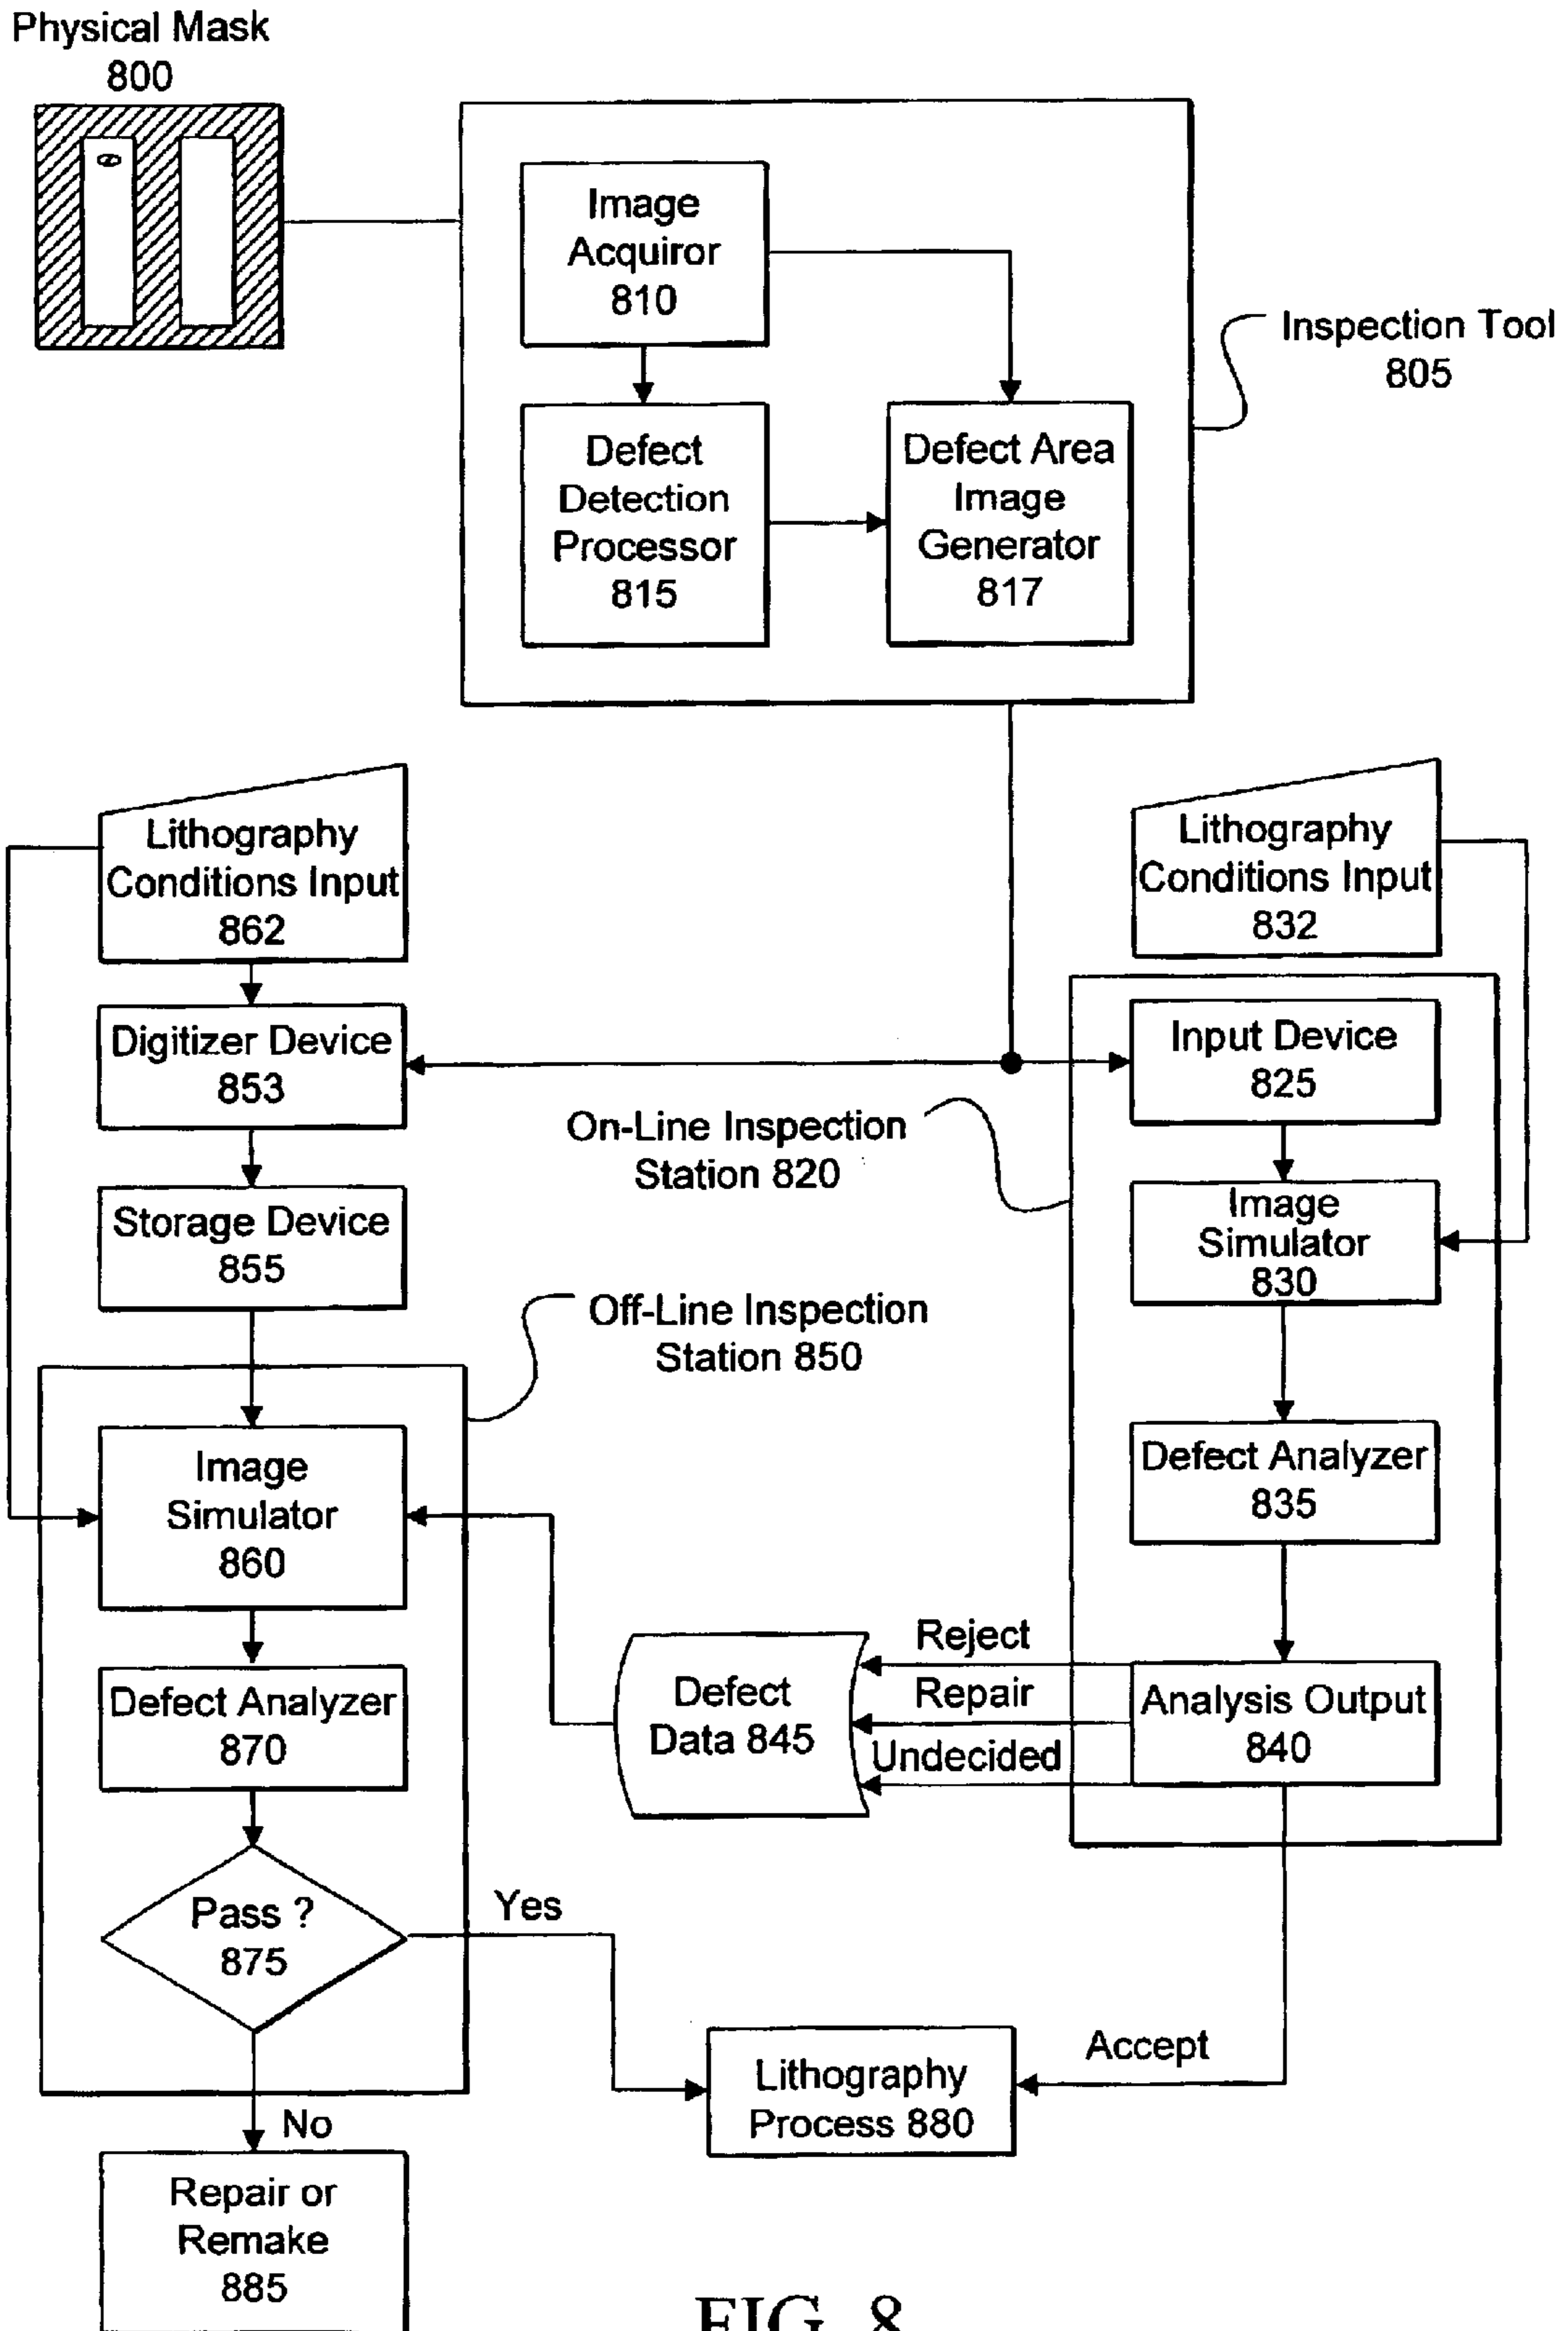 Physical Mask
800
Image
Acquiror
810
Inspection Tool
805
Defect
Detection
Processor
815
Defect Area
Image
Generator
817
Lithography
Conditions Input
862
Lithography
Conditions Input
832
Digitizer Device
853
Input Device
825
On-Line Inspection
Station 820
Storage Device
855
Image
Simulator
830
Off-Line Inspection
Station 850
Image
Simulator
860
Defect Analyzer
835
Reject
Repair
Undecided
Defect
Data 845
Analysis Output
840
Defect Analyzer
870
Pass ?
875
Yes
No
Accept
Lithography
Process 880
Repair or
Remake
885
FIG. 8